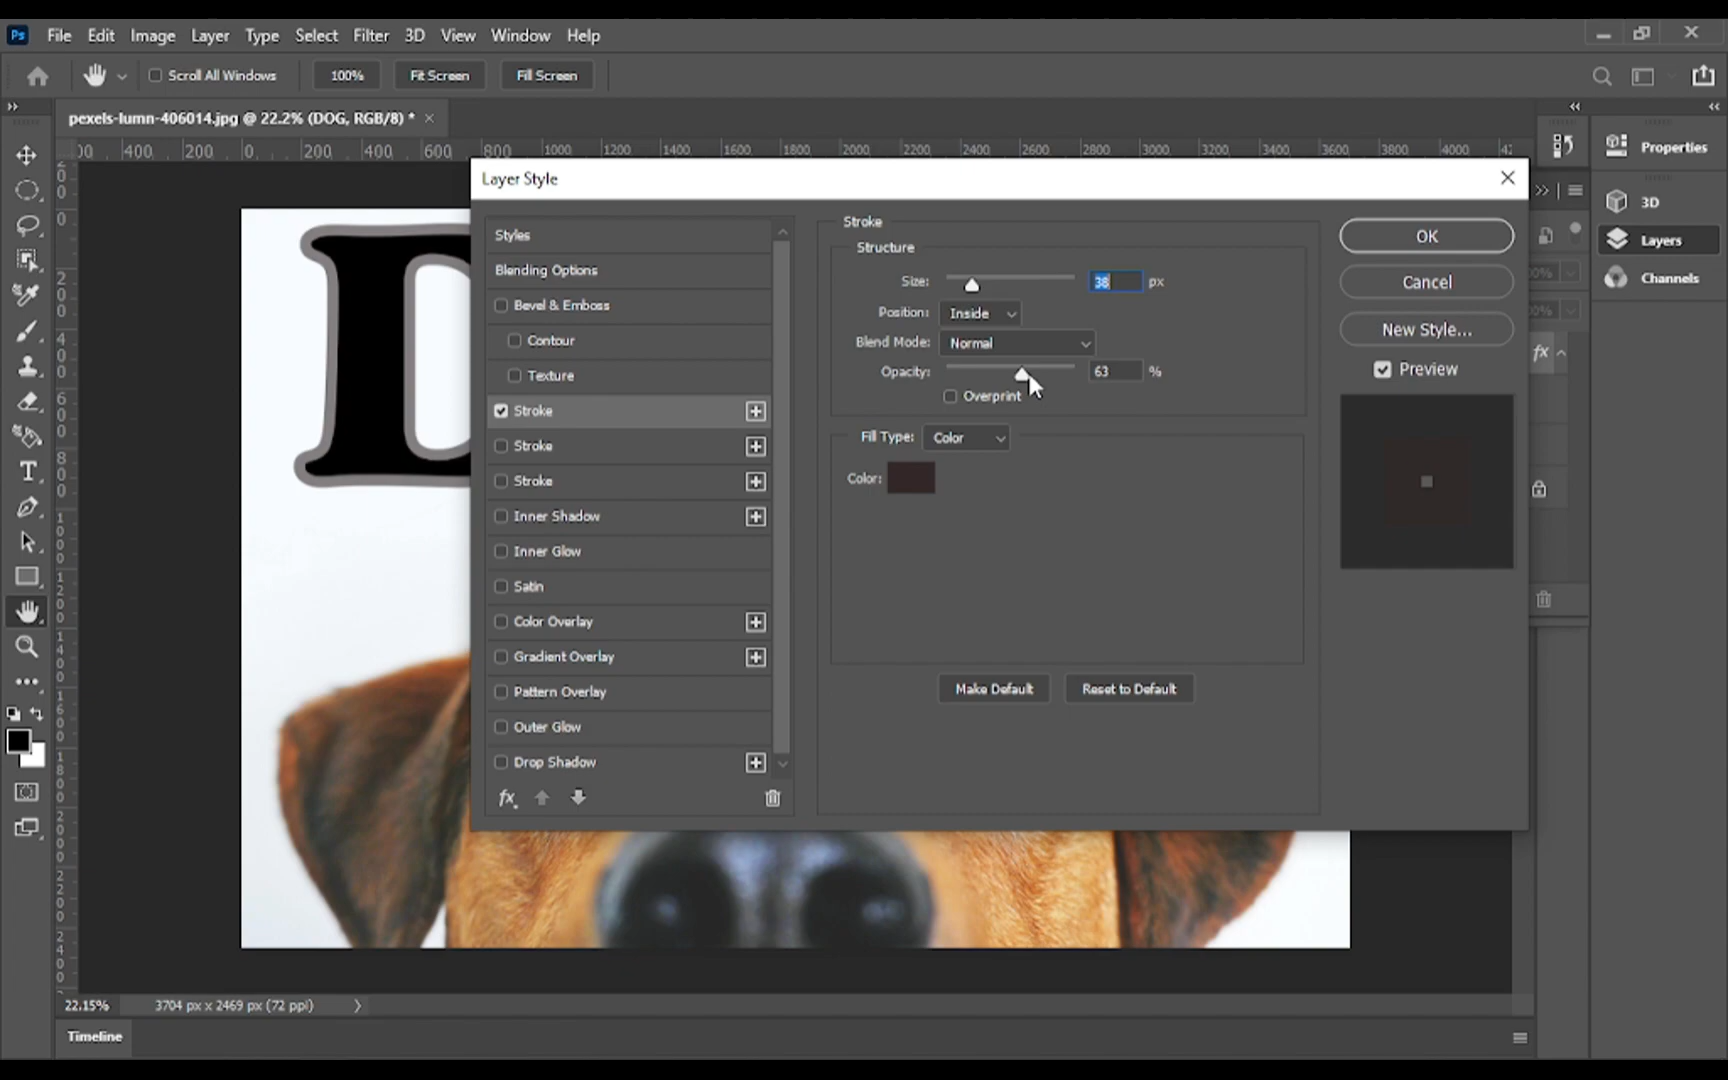 Ps File Edit Image Layer Type Select Filter 3D View Window Help
Scroll All Windows 100% Fit Screen Fill Screen
pexels-lumn-406014.jpg @ 22.2% (DOG, RGB/8) * ×
400 200 0 200 400 600 800 1000 1200 1400 1600 1800 2000 2200 2400 2600 2800 3000 3200 3400 3600 3800 4000
Properties
3D
Layers
Channels
D
Layer Style
Styles
Blending Options
Bevel & Emboss
Contour
Texture
Stroke
Stroke
Stroke
Inner Shadow
Inner Glow
Satin
Color Overlay
Gradient Overlay
Pattern Overlay
Outer Glow
Drop Shadow
fx
Stroke
Structure
Size: 38 px
Position: Inside
Blend Mode: Normal
Opacity: 63 %
Overprint
Fill Type: Color
Color:
Make Default Reset to Default
OK
Cancel
New Style...
Preview
fx
22.15% 3704 px x 2469 px (72 ppi)
Timeline